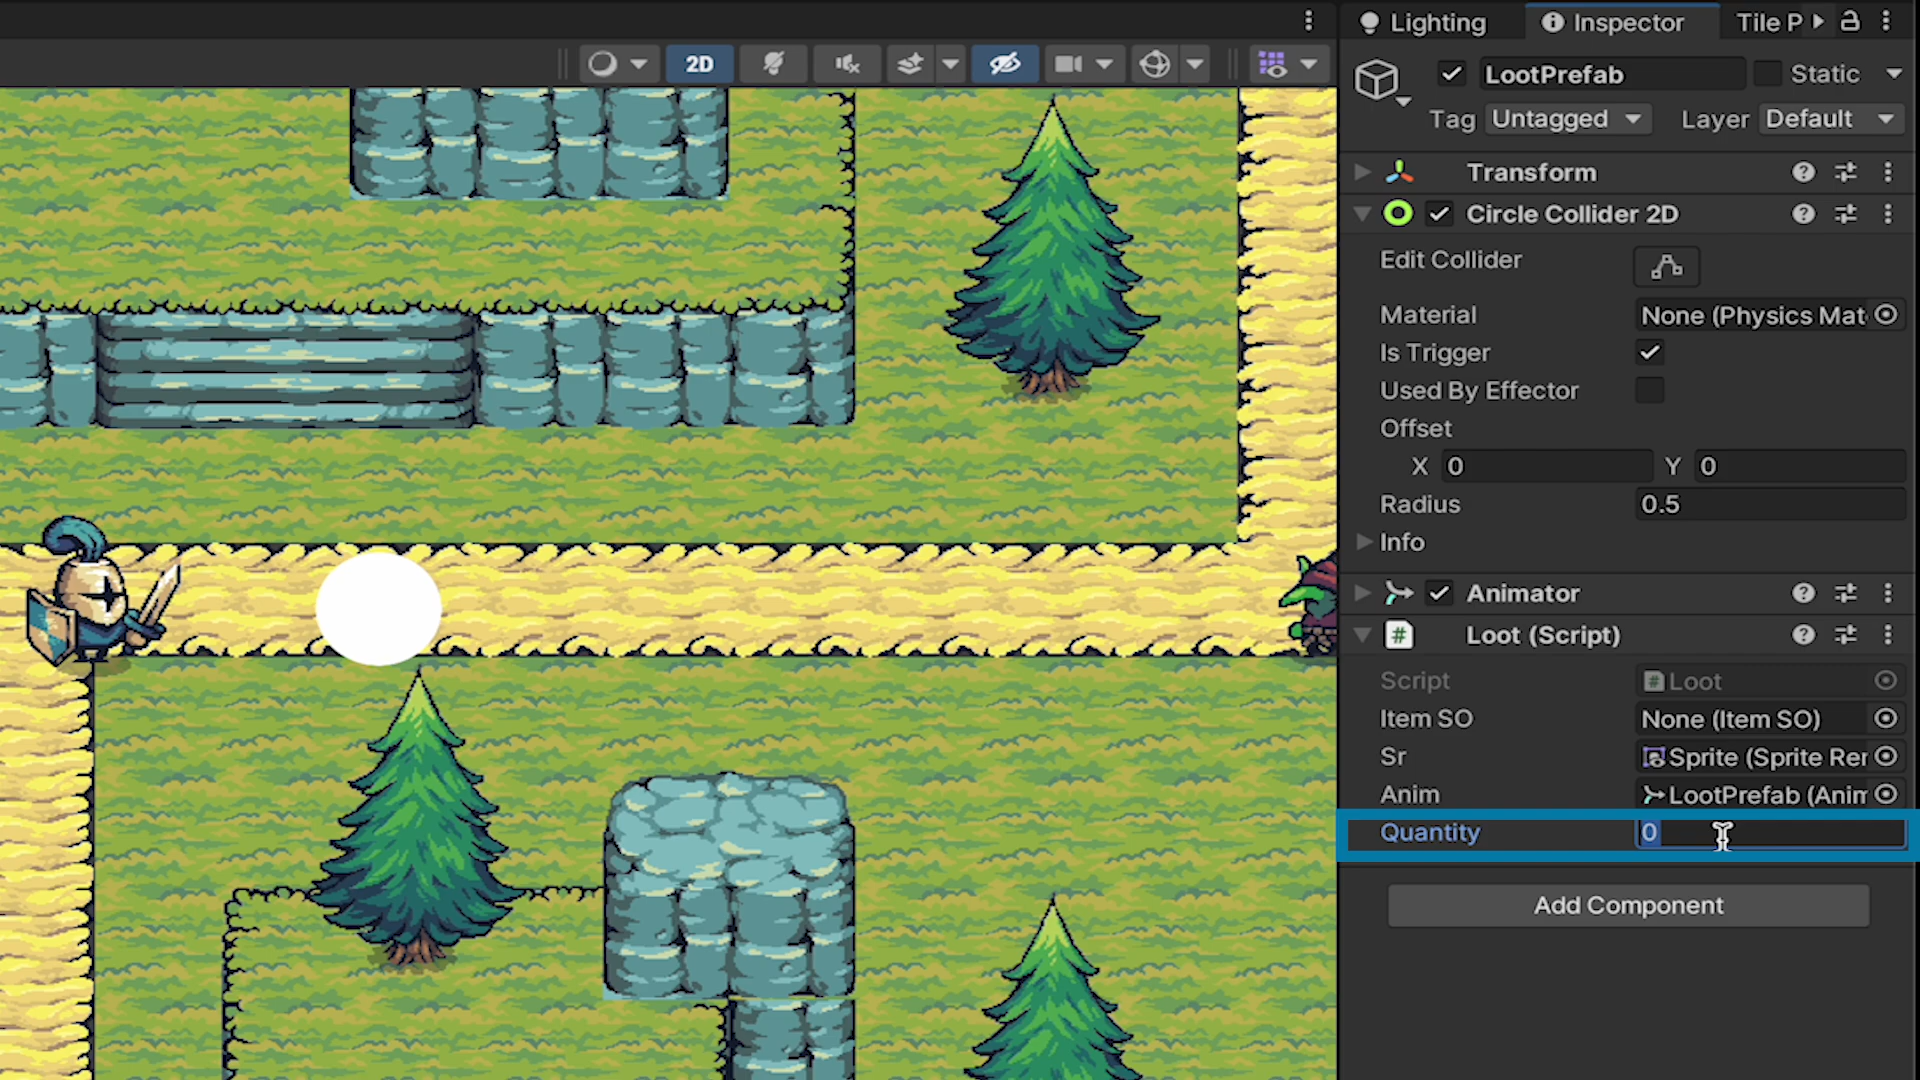 Lighting Inspector Tile P
2D
LootPrefab Static
Tag Untagged Layer Default
Transform
Circle Collider 2D
Edit Collider
Material None (Physics Mat
Is Trigger
Used By Effector
Offset
X 0 Y 0
Radius 0.5
Info
Animator
# Loot (Script)
Script # Loot
Item SO None (Item SO)
Sr Sprite (Sprite Rer
Anim LootPrefab (Anim
Quantity 0
Add Component